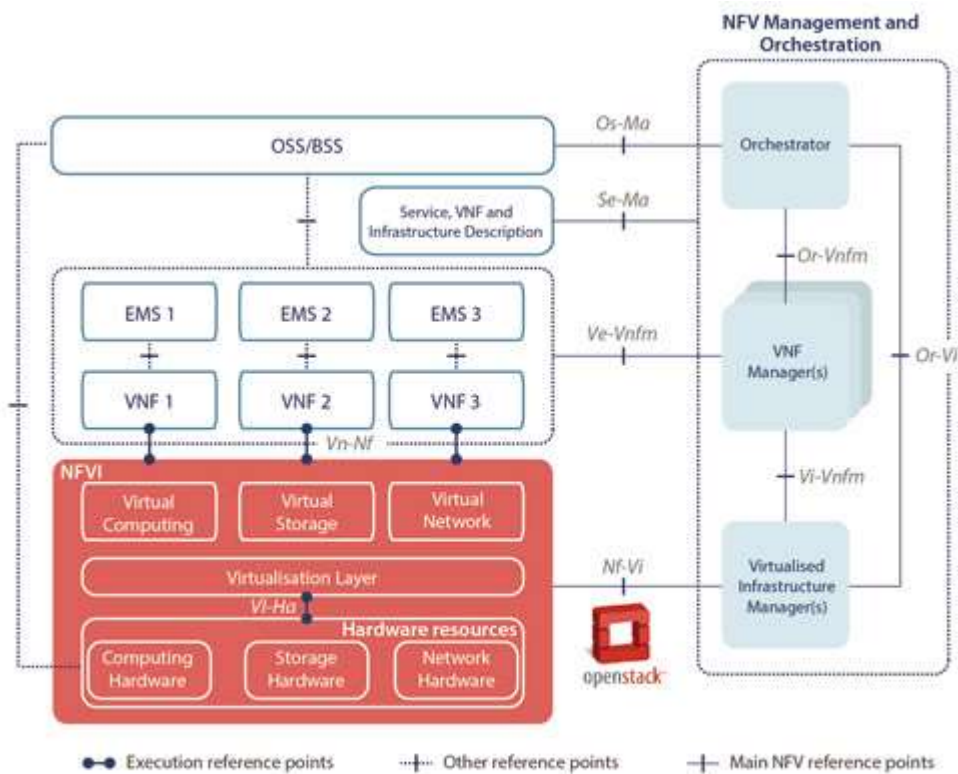 NFV Management and
Orchestration
Os-Ma
OSS/BSS
Orchestrator
Se-Ma
Service, VNF and
Infrastructure Description
Or-Vnfm
EMS 1
EMS 2
EMS 3
Ve-Vnfm
VNF
Manager(s)
Or-Vi
VNF 1
VNF 2
VNF 3
Vn-Nf
NFVI
Vi-Vnfm
Virtual
Computing
Virtual
Storage
Virtual
Network
Nf-Vi
Virtualised
Infrastructure
Manager(s)
Virtualisation Layer
Vl-Ha
Hardware resources
Computing
Hardware
Storage
Hardware
Network
Hardware
openstack
Execution reference points
Other reference points
Main NFV reference points